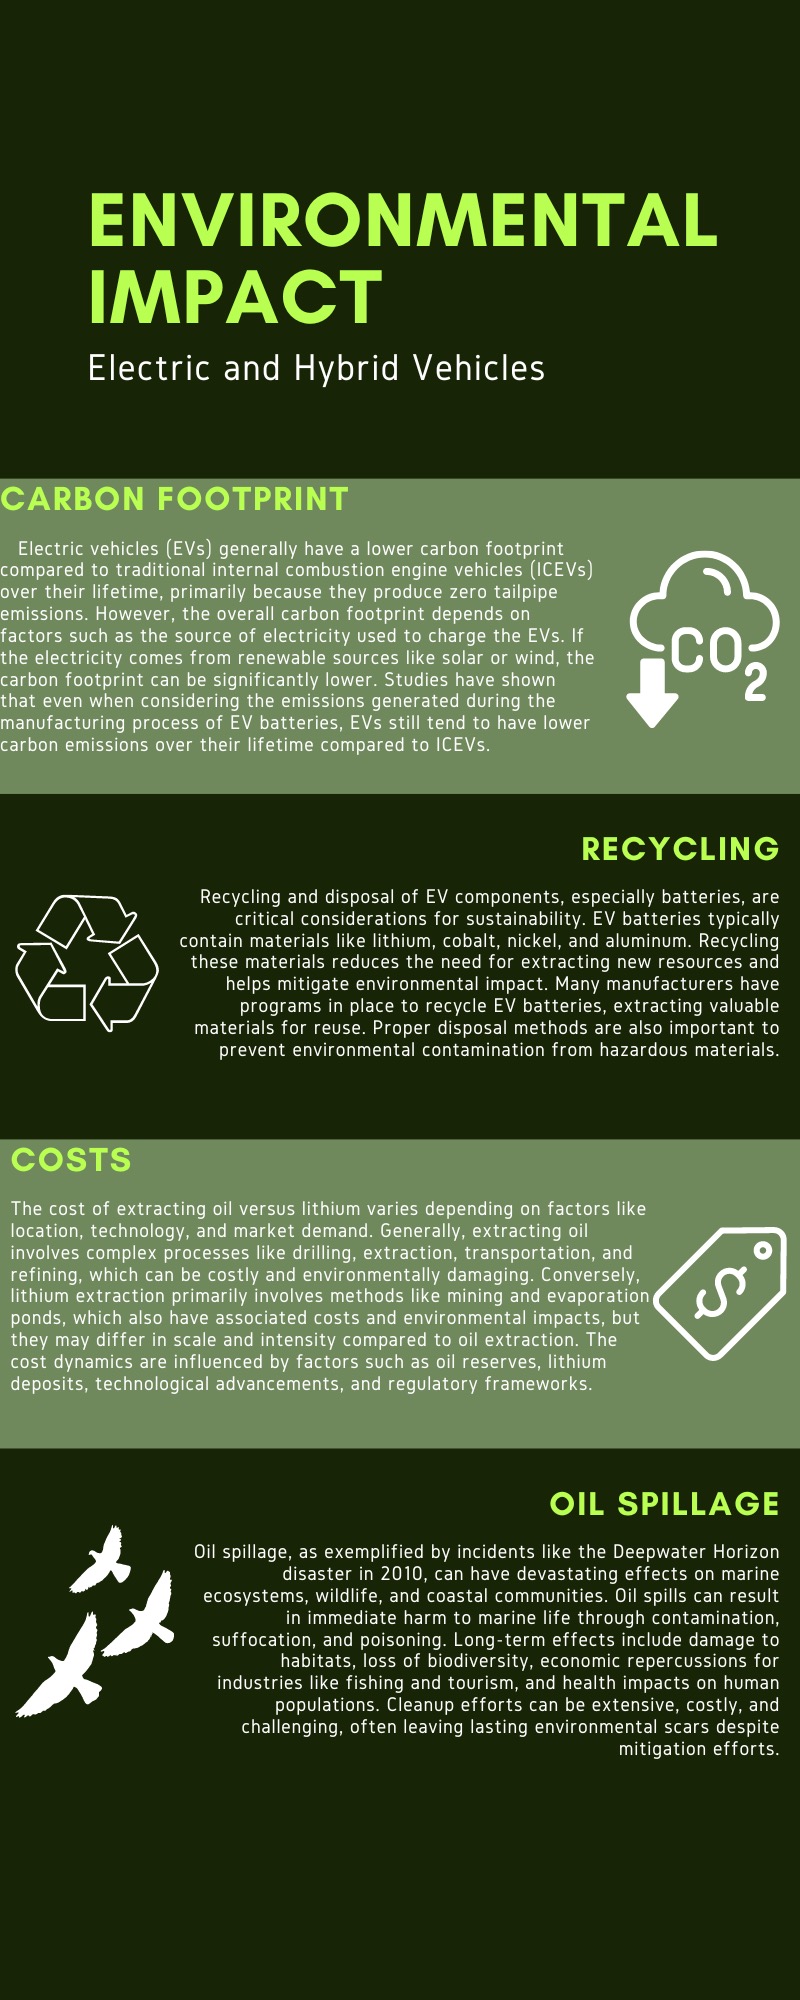 ENVIRONMENTAL
IMPACT
Electric and Hybrid Vehicles
CARBON FOOTPRINT
Electric vehicles (EVs) generally have a lower carbon footprint
compared to traditional internal combustion engine vehicles (ICEVs)
over their lifetime, primarily because they produce zero tailpipe
emissions. However, the overall carbon footprint depends on
factors such as the source of electricity used to charge the EVs. If
the electricity comes from renewable sources like solar or wind, the
carbon footprint can be significantly lower. Studies have shown
that even when considering the emissions generated during the
manufacturing process of EV batteries, EVs still tend to have lower
carbon emissions over their lifetime compared to ICEVs.
CO2
RECYCLING
Recycling and disposal of EV components, especially batteries, are
critical considerations for sustainability. EV batteries typically
contain materials like lithium, cobalt, nickel, and aluminum. Recycling
these materials reduces the need for extracting new resources and
helps mitigate environmental impact. Many manufacturers have
programs in place to recycle EV batteries, extracting valuable
materials for reuse. Proper disposal methods are also important to
prevent environmental contamination from hazardous materials.
COSTS
The cost of extracting oil versus lithium varies depending on factors like
location, technology, and market demand. Generally, extracting oil
involves complex processes like drilling, extraction, transportation, and
refining, which can be costly and environmentally damaging. Conversely,
lithium extraction primarily involves methods like mining and evaporation
ponds, which also have associated costs and environmental impacts, but
they may differ in scale and intensity compared to oil extraction. The
cost dynamics are influenced by factors such as oil reserves, lithium
deposits, technological advancements, and regulatory frameworks.
$
OIL SPILLAGE
Oil spillage, as exemplified by incidents like the Deepwater Horizon
disaster in 2010, can have devastating effects on marine
ecosystems, wildlife, and coastal communities. Oil spills can result
in immediate harm to marine life through contamination,
suffocation, and poisoning. Long-term effects include damage to
habitats, loss of biodiversity, economic repercussions for
industries like fishing and tourism, and health impacts on human
populations. Cleanup efforts can be extensive, costly, and
challenging, often leaving lasting environmental scars despite
mitigation efforts.